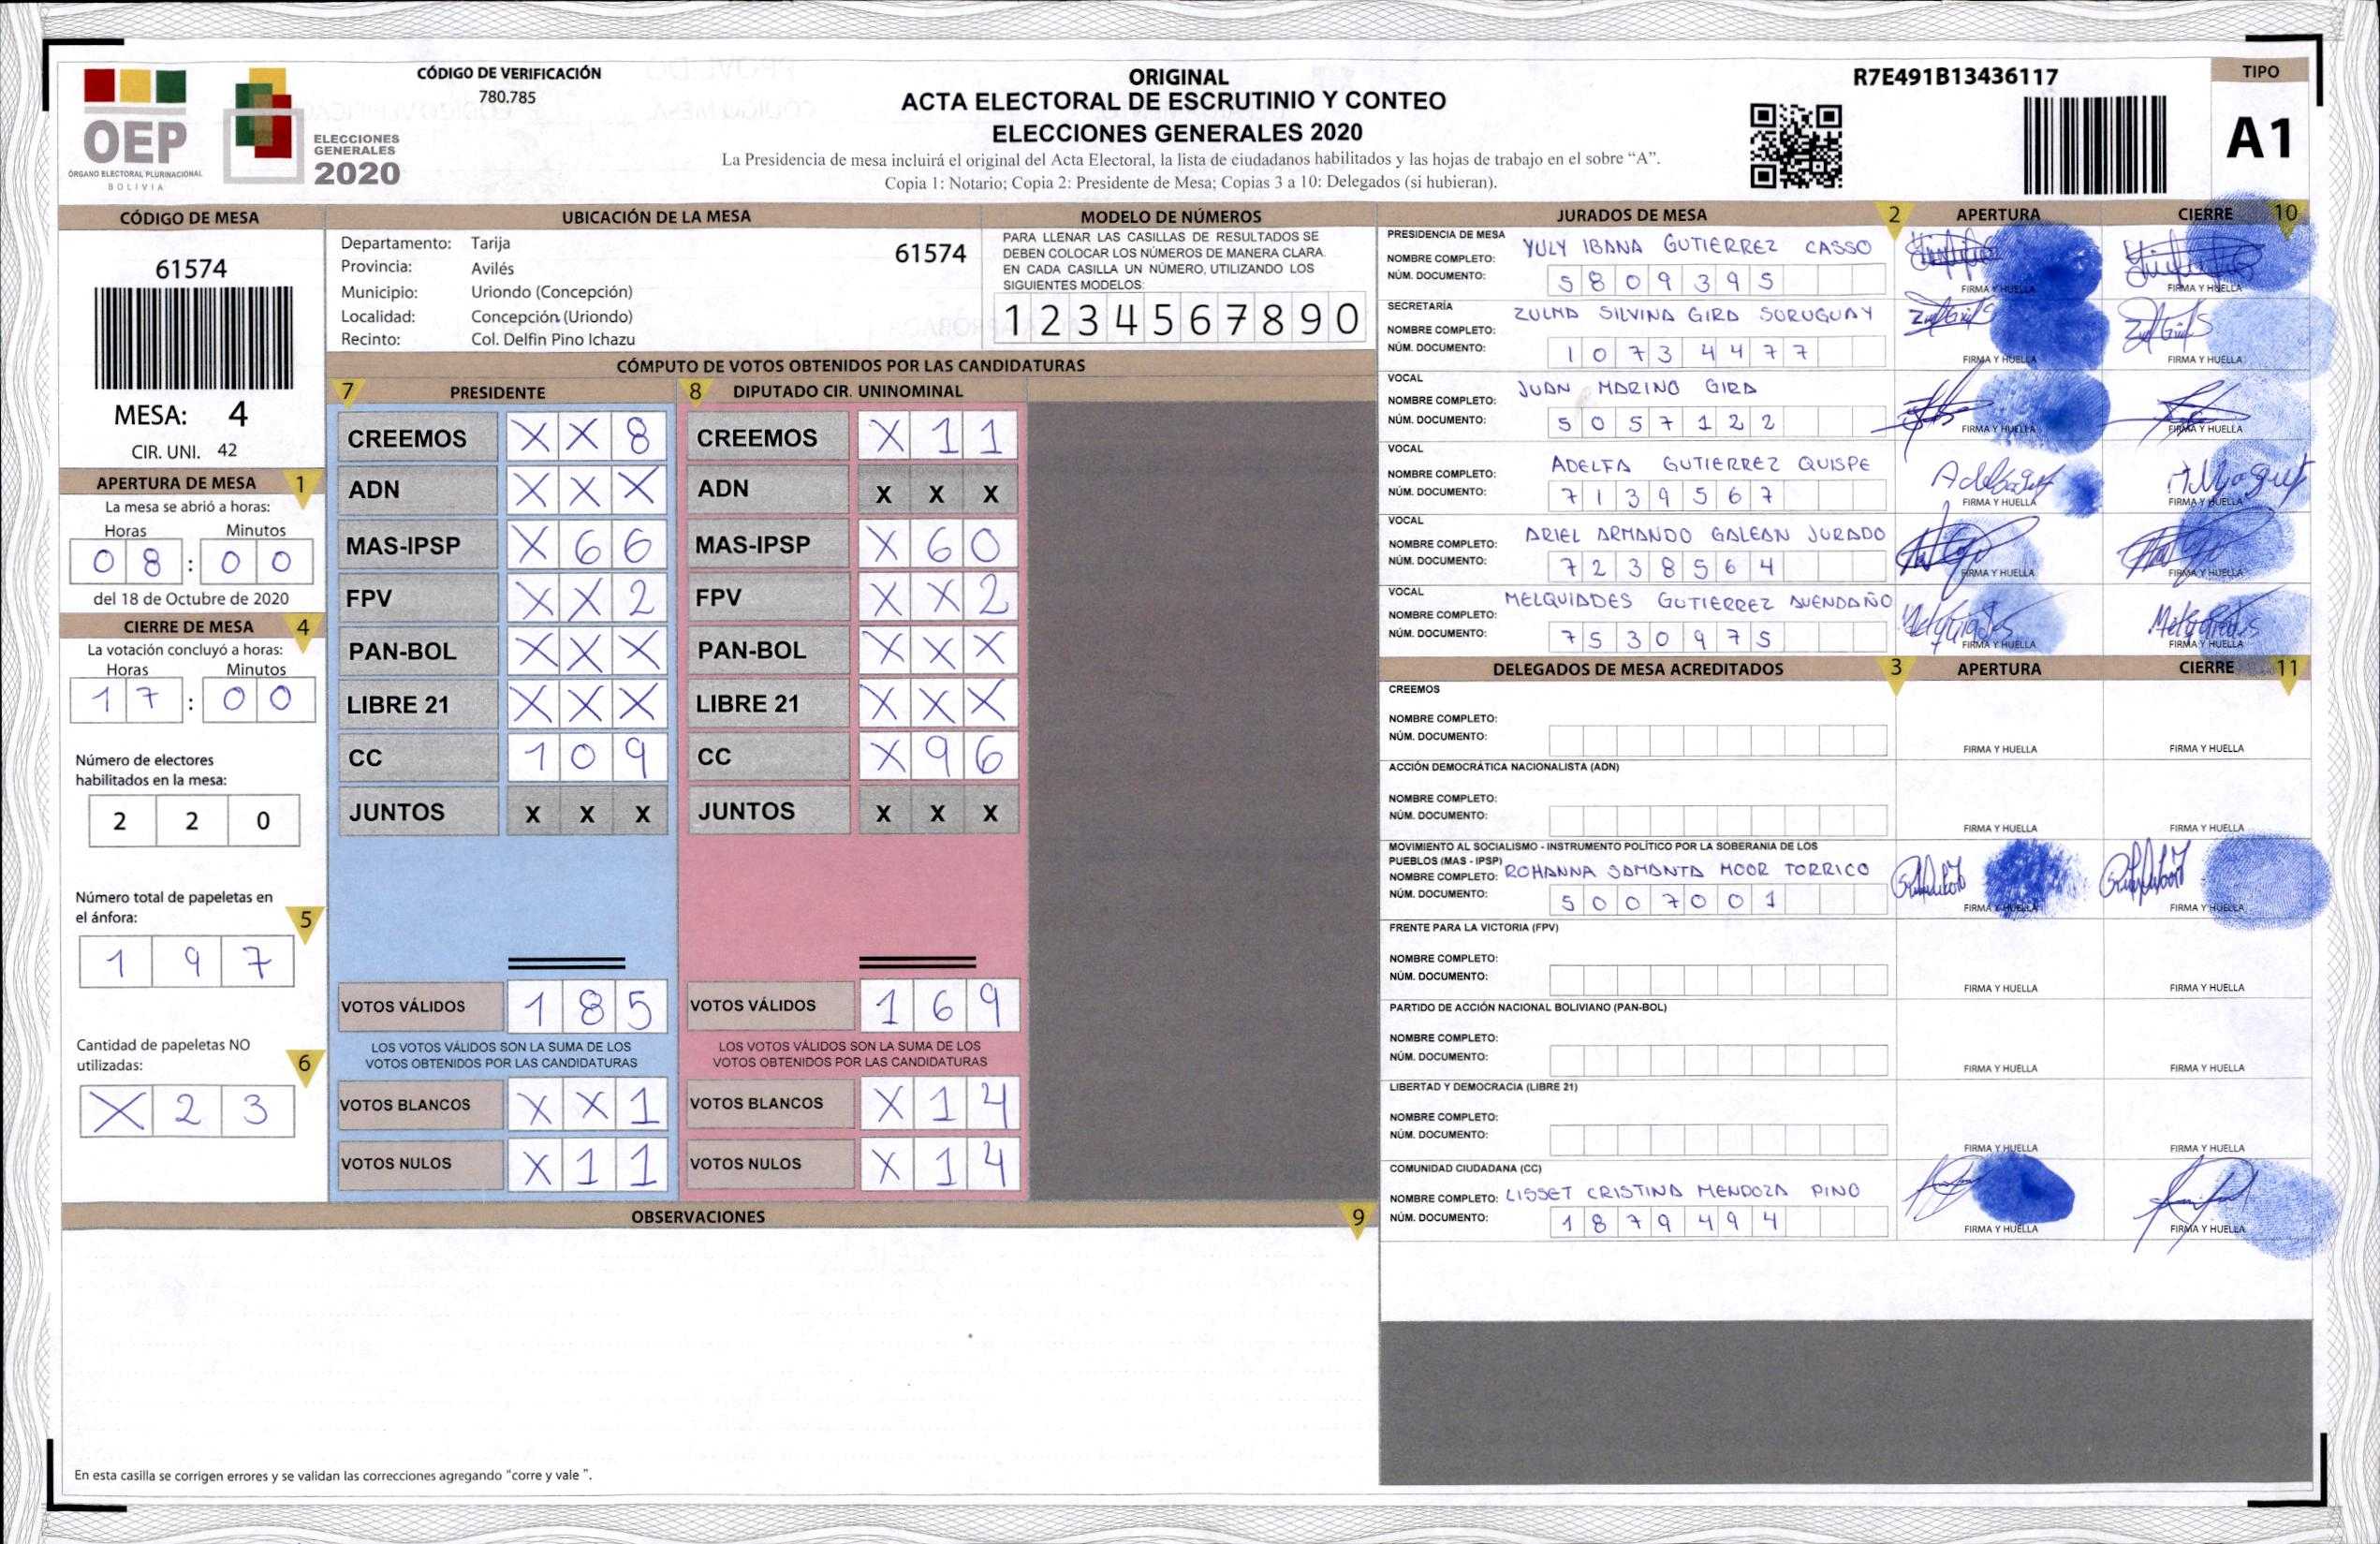 OEP
ÓRGANO ELECTORAL PLURINACIONAL
BOLIVIA
ELECCIONES
GENERALES
2020
CÓDIGO DE VERIFICACIÓN
780.785
ORIGINAL
ACTA ELECTORAL DE ESCRUTINIO Y CONTEO
ELECCIONES GENERALES 2020
La Presidencia de mesa incluirá el original del Acta Electoral, la lista de ciudadanos habilitados y las hojas de trabajo en el sobre “A”.
Copia 1: Notario; Copia 2: Presidente de Mesa; Copias 3 a 10: Delegados (si hubieran).
R7E491B13436117
TIPO
A1
CÓDIGO DE MESA
61574
MESA: 4
CIR. UNI. 42
APERTURA DE MESA 1
La mesa se abrió a horas:
Horas Minutos
0 8 : 0 0
del 18 de Octubre de 2020
CIERRE DE MESA 4
La votación concluyó a horas:
Horas Minutos
1 7 : 0 0
Número de electores
habilitados en la mesa:
2 2 0
Número total de papeletas en
el ánfora: 5
1 9 7
Cantidad de papeletas NO
utilizadas: 6
X 2 3
UBICACIÓN DE LA MESA
Departamento: Tarija 61574
Provincia: Avilés
Municipio: Uriondo (Concepción)
Localidad: Concepción (Uriondo)
Recinto: Col. Delfin Pino Ichazu
MODELO DE NÚMEROS
PARA LLENAR LAS CASILLAS DE RESULTADOS SE
DEBEN COLOCAR LOS NÚMEROS DE MANERA CLARA.
EN CADA CASILLA UN NÚMERO, UTILIZANDO LOS
SIGUIENTES MODELOS:
1 2 3 4 5 6 7 8 9 0
CÓMPUTO DE VOTOS OBTENIDOS POR LAS CANDIDATURAS
7 PRESIDENTE
CREEMOS X X 8
ADN X X X
MAS-IPSP X 6 6
FPV X X 2
PAN-BOL X X X
LIBRE 21 X X X
CC 1 0 9
JUNTOS X X X
VOTOS VÁLIDOS 1 8 5
LOS VOTOS VÁLIDOS SON LA SUMA DE LOS
VOTOS OBTENIDOS POR LAS CANDIDATURAS
VOTOS BLANCOS X X 1
VOTOS NULOS X 1 1
8 DIPUTADO CIR. UNINOMINAL
CREEMOS X 1 1
ADN X X X
MAS-IPSP X 6 0
FPV X X 2
PAN-BOL X X X
LIBRE 21 X X X
CC X 9 6
JUNTOS X X X
VOTOS VÁLIDOS 1 6 9
LOS VOTOS VÁLIDOS SON LA SUMA DE LOS
VOTOS OBTENIDOS POR LAS CANDIDATURAS
VOTOS BLANCOS X 1 4
VOTOS NULOS X 1 4
OBSERVACIONES 9
En esta casilla se corrigen errores y se validan las correcciones agregando “corre y vale ”.
JURADOS DE MESA 2 APERTURA CIERRE 10
PRESIDENCIA DE MESA
NOMBRE COMPLETO: YULY IBANA GUTIERREZ CASSO
NÚM. DOCUMENTO: 5 8 0 9 3 9 5
FIRMA Y HUELLA FIRMA Y HUELLA
SECRETARÍA
NOMBRE COMPLETO: ZULMA SILVINA GIRA SURUGUAY
NÚM. DOCUMENTO: 1 0 7 3 4 4 7 7
FIRMA Y HUELLA FIRMA Y HUELLA
VOCAL
NOMBRE COMPLETO: JUAN MARINO GIRA
NÚM. DOCUMENTO: 5 0 5 7 1 2 2
FIRMA Y HUELLA FIRMA Y HUELLA
VOCAL
NOMBRE COMPLETO: ADELFA GUTIERREZ QUISPE
NÚM. DOCUMENTO: 7 1 3 9 5 6 7
FIRMA Y HUELLA FIRMA Y HUELLA
VOCAL
NOMBRE COMPLETO: ARIEL ARMANDO GALEAN JURADO
NÚM. DOCUMENTO: 7 2 3 8 5 6 4
FIRMA Y HUELLA FIRMA Y HUELLA
VOCAL
NOMBRE COMPLETO: MELQUIADES GUTIERREZ AVENDAÑO
NÚM. DOCUMENTO: 7 5 3 0 9 7 5
FIRMA Y HUELLA FIRMA Y HUELLA
DELEGADOS DE MESA ACREDITADOS 3 APERTURA CIERRE 11
CREEMOS
NOMBRE COMPLETO:
NÚM. DOCUMENTO:
FIRMA Y HUELLA FIRMA Y HUELLA
ACCIÓN DEMOCRÁTICA NACIONALISTA (ADN)
NOMBRE COMPLETO:
NÚM. DOCUMENTO:
FIRMA Y HUELLA FIRMA Y HUELLA
MOVIMIENTO AL SOCIALISMO - INSTRUMENTO POLÍTICO POR LA SOBERANIA DE LOS
PUEBLOS (MAS - IPSP)
NOMBRE COMPLETO: ROHANNA SAMANTA MOOR TORRICO
NÚM. DOCUMENTO: 5 0 0 7 0 0 1
FIRMA Y HUELLA FIRMA Y HUELLA
FRENTE PARA LA VICTORIA (FPV)
NOMBRE COMPLETO:
NÚM. DOCUMENTO:
FIRMA Y HUELLA FIRMA Y HUELLA
PARTIDO DE ACCIÓN NACIONAL BOLIVIANO (PAN-BOL)
NOMBRE COMPLETO:
NÚM. DOCUMENTO:
FIRMA Y HUELLA FIRMA Y HUELLA
LIBERTAD Y DEMOCRACIA (LIBRE 21)
NOMBRE COMPLETO:
NÚM. DOCUMENTO:
FIRMA Y HUELLA FIRMA Y HUELLA
COMUNIDAD CIUDADANA (CC)
NOMBRE COMPLETO: LISSET CRISTINA MENDOZA PINO
NÚM. DOCUMENTO: 1 8 7 9 4 9 4
FIRMA Y HUELLA FIRMA Y HUELLA